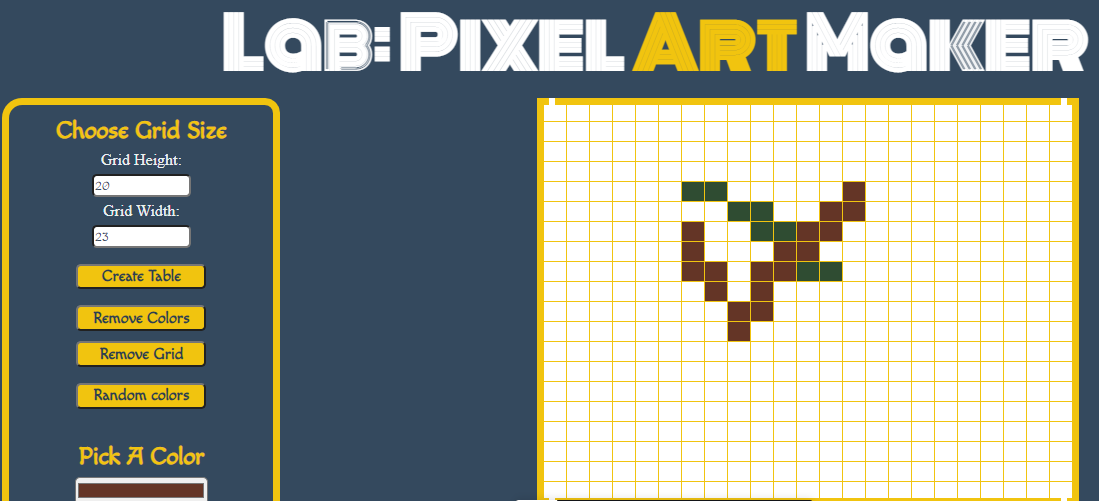 Lab: Pixel Art Maker
Choose Grid Size
Grid Height:
20
Grid Width:
23
Create Table
Remove Colors
Remove Grid
Random colors
Pick A Color